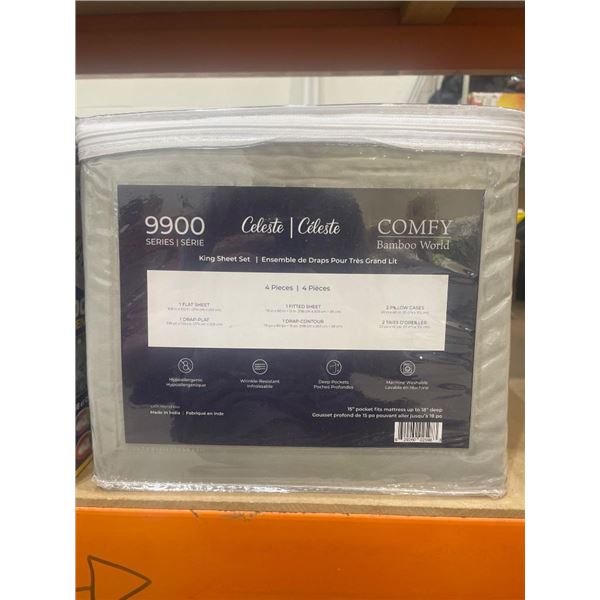 9900
SERIES | SÉRIE
Celeste | Céleste
COMFY
Bamboo World
King Sheet Set | Ensemble de Draps Pour Très Grand Lit
4 Pieces | 4 Pièces
1 FLAT SHEET
1 DRAP-PLAT
1 FITTED SHEET
1 DRAP-CONTOUR
2 PILLOW CASES
2 TAIES D'OREILLER
Hypoallergenic
Hypoallergénique
Wrinkle-Resistant
Infroissable
Deep Pockets
Poches Profondes
Machine Washable
Lavable en Machine
Made in India | Fabriqué en Inde
15" pocket fits mattress up to 18" deep
Gousset profond de 15 po pouvant aller jusqu'à 18 po